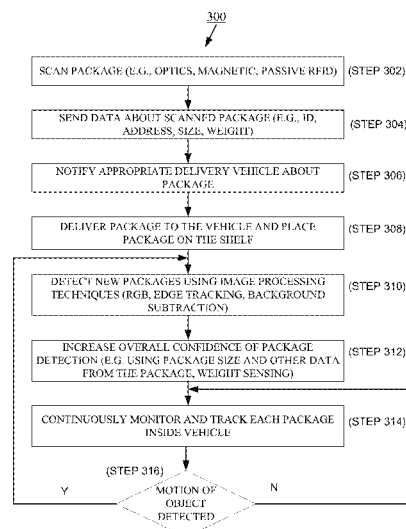 300
SCAN PACKAGE (E.G., OPTICS, MAGNETIC, PASSIVE RFID)
(STEP 302)
SEND DATA ABOUT SCANNED PACKAGE (E.G., ID,
ADDRESS, SIZE, WEIGHT)
(STEP 304)
NOTIFY APPROPRIATE DELIVERY VEHICLE ABOUT
PACKAGE
(STEP 306)
DELIVER PACKAGE TO THE VEHICLE AND PLACE
PACKAGE ON THE SHELF
(STEP 308)
DETECT NEW PACKAGES USING IMAGE PROCESSING
TECHNIQUES (RGB, EDGE TRACKING, BACKGROUND
SUBTRACTION)
(STEP 310)
INCREASE OVERALL CONFIDENCE OF PACKAGE
DETECTION (E.G. USING PACKAGE SIZE AND OTHER DATA
FROM THE PACKAGE, WEIGHT SENSING)
(STEP 312)
CONTINUOUSLY MONITOR AND TRACK EACH PACKAGE
INSIDE VEHICLE
(STEP 314)
(STEP 316)
Y
MOTION OF
OBJECT
DETECTED
N